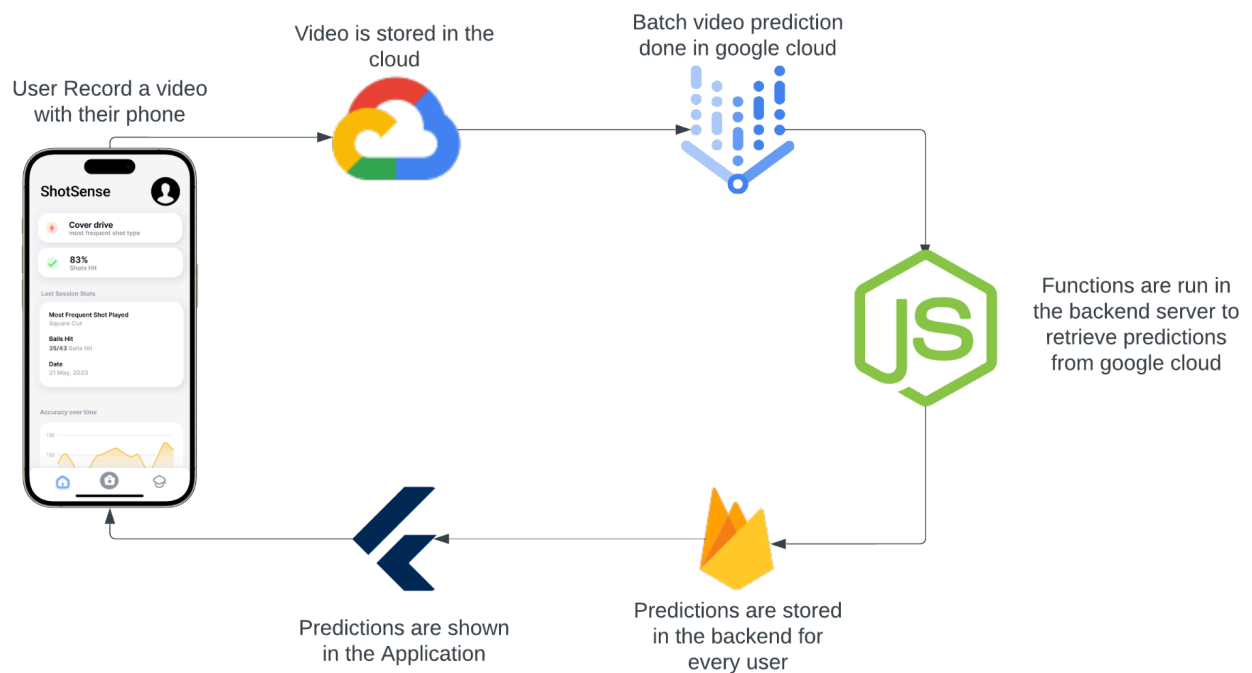 User Record a video
with their phone
Video is stored in the
cloud
Batch video prediction
done in google cloud
Functions are run in
the backend server to
retrieve predictions
from google cloud
Predictions are stored
in the backend for
every user
Predictions are shown
in the Application
ShotSense
Cover drive
most frequent shot type
83%
Shots Hit
Last Session Stats
Most Frequent Shot Played
Square Cut
Balls Hit
35/43 Balls Hit
Date
21 May, 2023
Accuracy over time
100
JS